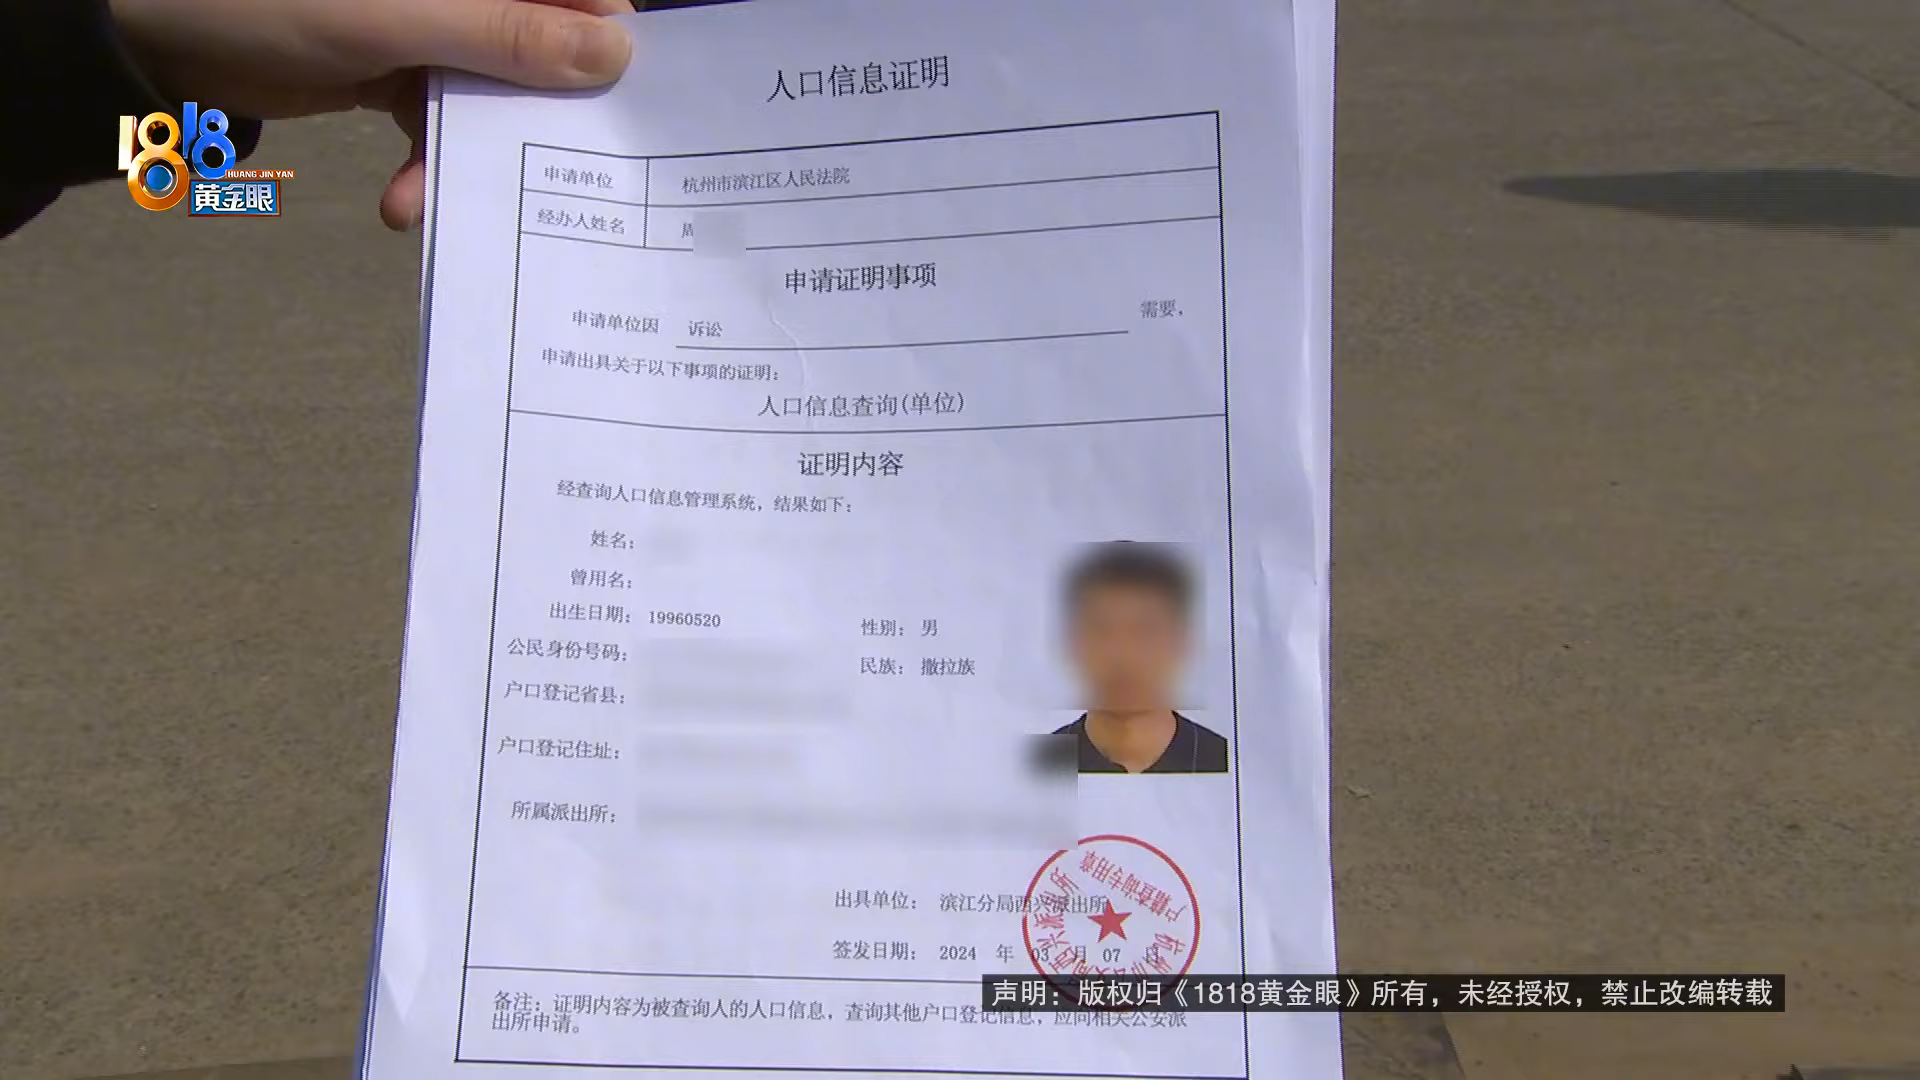 人口信息证明
1818
HUANG JIN YAN
黄金眼
申请单位 杭州市滨江区人民法院
经办人姓名 周
申请证明事项
申请单位因 诉讼 需要，
申请出具关于以下事项的证明：
人口信息查询(单位)
证明内容
经查询人口信息管理系统，结果如下：
姓名：
曾用名：
出生日期： 19960520 性别： 男
公民身份号码： 民族： 撒拉族
户口登记省县：
户口登记住址：
所属派出所：
出具单位： 滨江分局西兴派出所
签发日期： 2024 年 03 月 07 日
户籍查询专用章
声明：版权归《1818黄金眼》所有，未经授权，禁止改编转载
备注：证明内容为被查询人的人口信息，查询其他户口登记信息，应向相关公安派
出所申请。